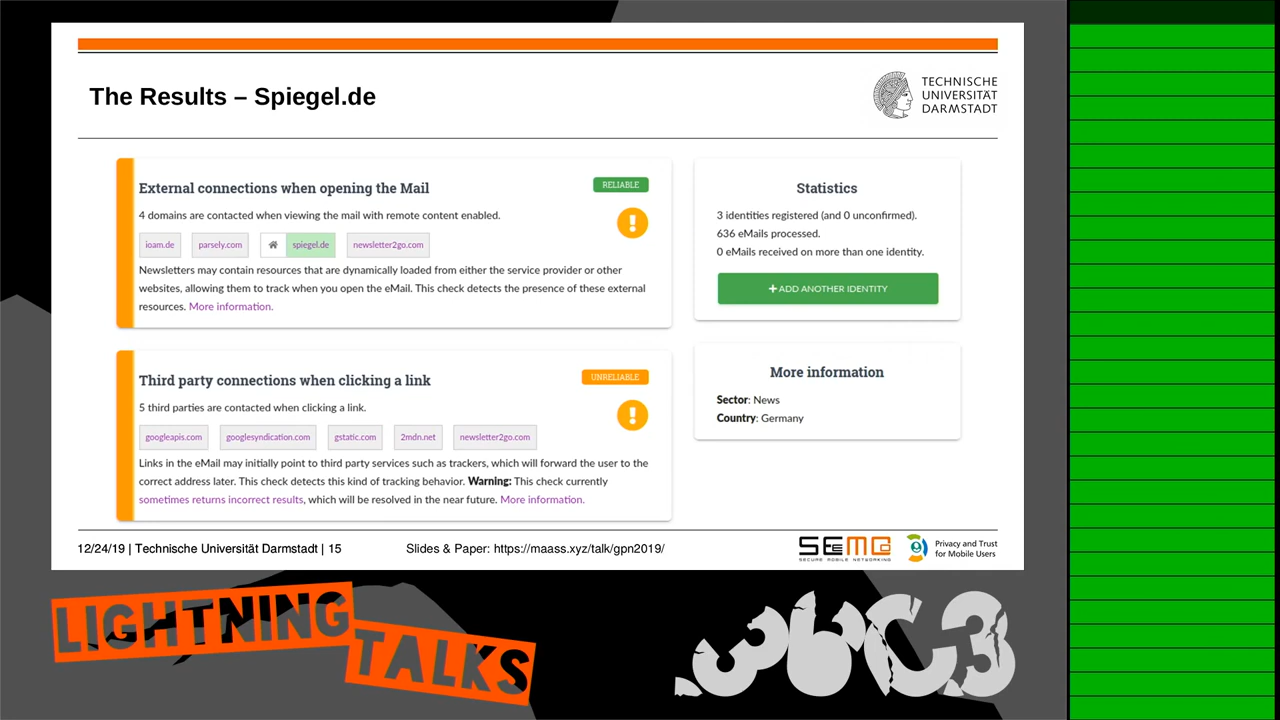 The Results – Spiegel.de
TECHNISCHE
UNIVERSITÄT
DARMSTADT
External connections when opening the Mail
RELIABLE
4 domains are contacted when viewing the mail with remote content enabled.
ioam.de parsely.com spiegel.de newsletter2go.com
Newsletters may contain resources that are dynamically loaded from either the service provider or other
websites, allowing them to track when you open the eMail. This check detects the presence of these external
resources. More information.
Statistics
3 identities registered (and 0 unconfirmed).
636 eMails processed.
0 eMails received on more than one identity.
ADD ANOTHER IDENTITY
Third party connections when clicking a link
UNRELIABLE
5 third parties are contacted when clicking a link.
googleapis.com googlesyndication.com gstatic.com 2mdn.net newsletter2go.com
Links in the eMail may initially point to third party services such as trackers, which will forward the user to the
correct address later. This check detects this kind of tracking behavior. Warning: This check currently
sometimes returns incorrect results, which will be resolved in the near future. More information.
More information
Sector: News
Country: Germany
12/24/19 | Technische Universität Darmstadt | 15
Slides & Paper: https://maass.xyz/talk/gpn2019/
SEEMOO
SECURE MOBILE NETWORKING
Privacy and Trust
for Mobile Users
LIGHTNING
TALKS
36C3